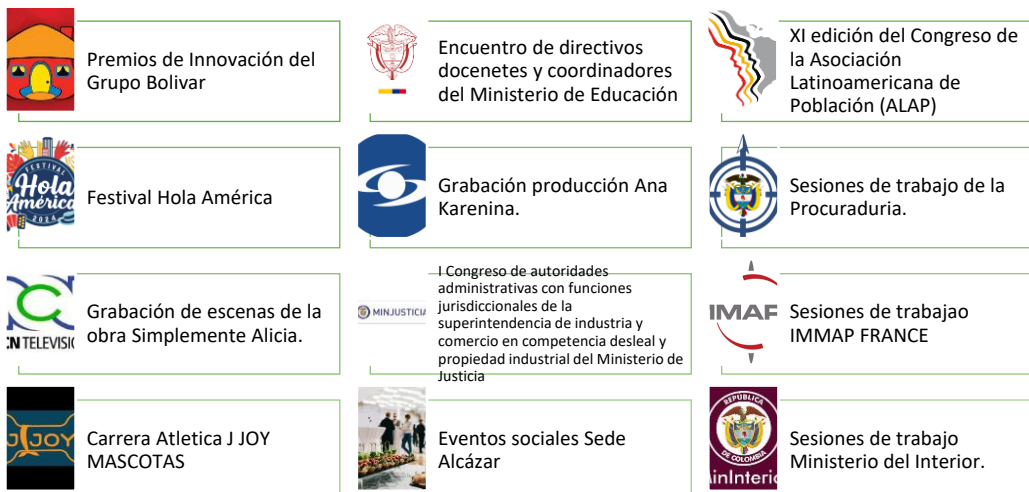 Premios de Innovación del
Grupo Bolivar
Encuentro de directivos
docenetes y coordinadores
del Ministerio de Educación
XI edición del Congreso de
la Asociación
Latinoamericana de
Población (ALAP)
FESTIVAL
Hola
América
2024
Festival Hola América
Grabación producción Ana
Karenina.
Sesiones de trabajo de la
Procuraduria.
CN TELEVISIC
Grabación de escenas de la
obra Simplemente Alicia.
MINJUSTICIA
I Congreso de autoridades
administrativas con funciones
jurisdiccionales de la
superintendencia de industria y
comercio en competencia desleal y
propiedad industrial del Ministerio de
Justicia
IMAP
Sesiones de trabajao
IMMAP FRANCE
J JOY
Carrera Atletica J JOY
MASCOTAS
Eventos sociales Sede
Alcázar
REPUBLICA
DE COLOMBIA
inInteric
Sesiones de trabajo
Ministerio del Interior.